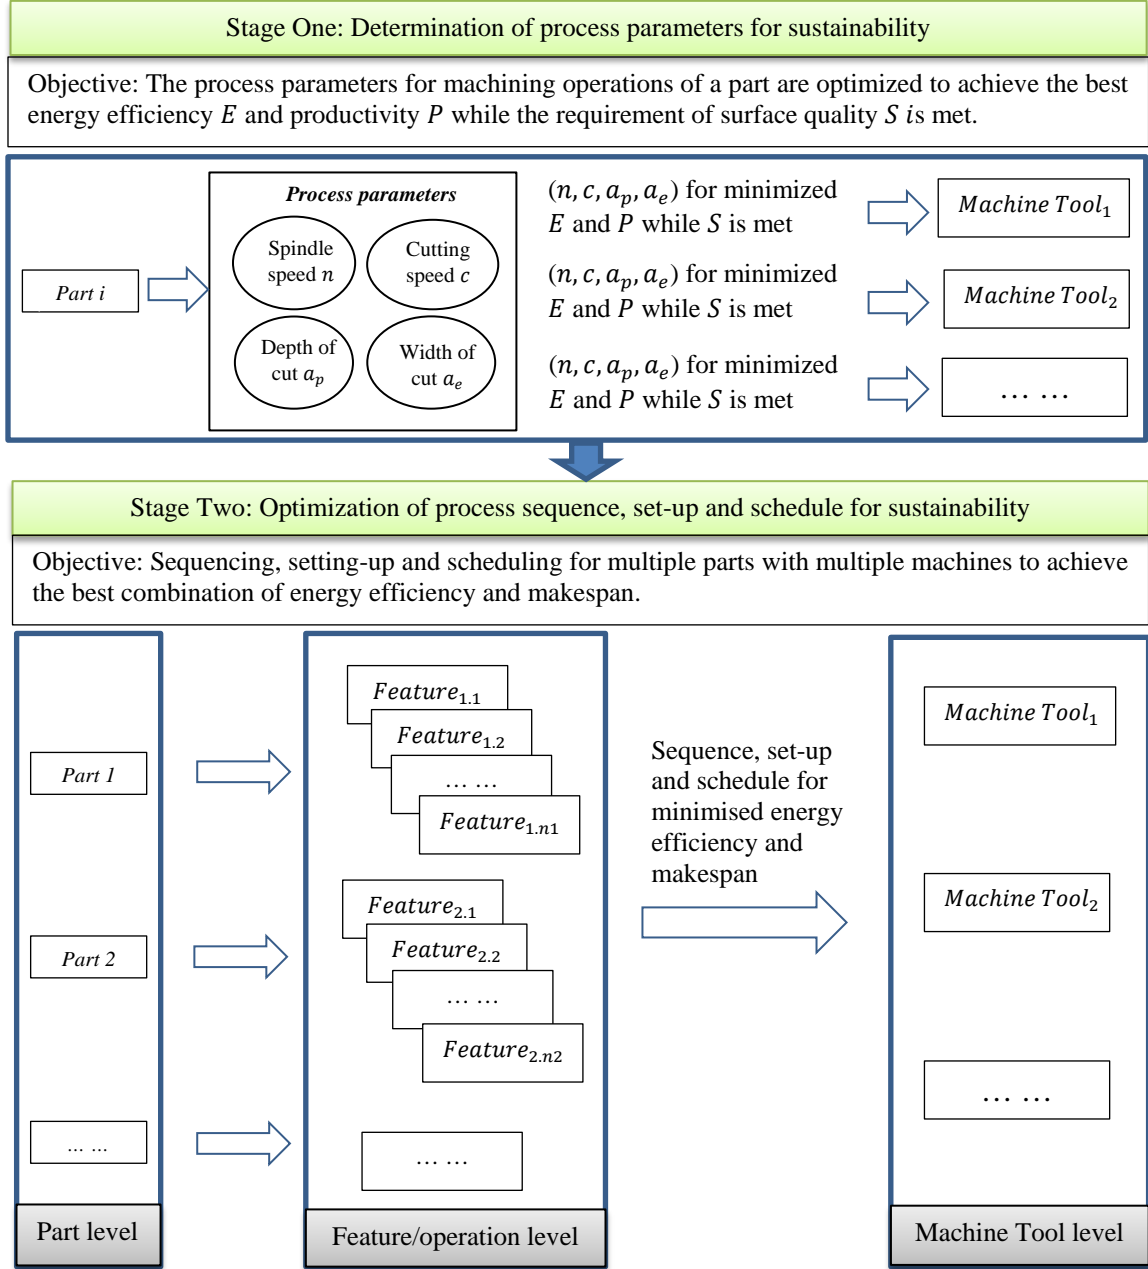 Stage One: Determination of process parameters for sustainability
Objective: The process parameters for machining operations of a part are optimized to achieve the best
energy efficiency E and productivity P while the requirement of surface quality S is met.
Part i
Process parameters
Spindle
speed n
Cutting
speed c
Depth of
cut a_p
Width of
cut a_e
(n, c, a_p, a_e) for minimized
E and P while S is met
Machine Tool_1
(n, c, a_p, a_e) for minimized
E and P while S is met
Machine Tool_2
(n, c, a_p, a_e) for minimized
E and P while S is met
... ...
Stage Two: Optimization of process sequence, set-up and schedule for sustainability
Objective: Sequencing, setting-up and scheduling for multiple parts with multiple machines to achieve
the best combination of energy efficiency and makespan.
Part 1
Part 2
... ...
Part level
Feature_1.1
Feature_1.2
... ...
Feature_1.n1
Feature_2.1
Feature_2.2
... ...
Feature_2.n2
... ...
Feature/operation level
Sequence, set-up
and schedule for
minimised energy
efficiency and
makespan
Machine Tool_1
Machine Tool_2
... ...
Machine Tool level